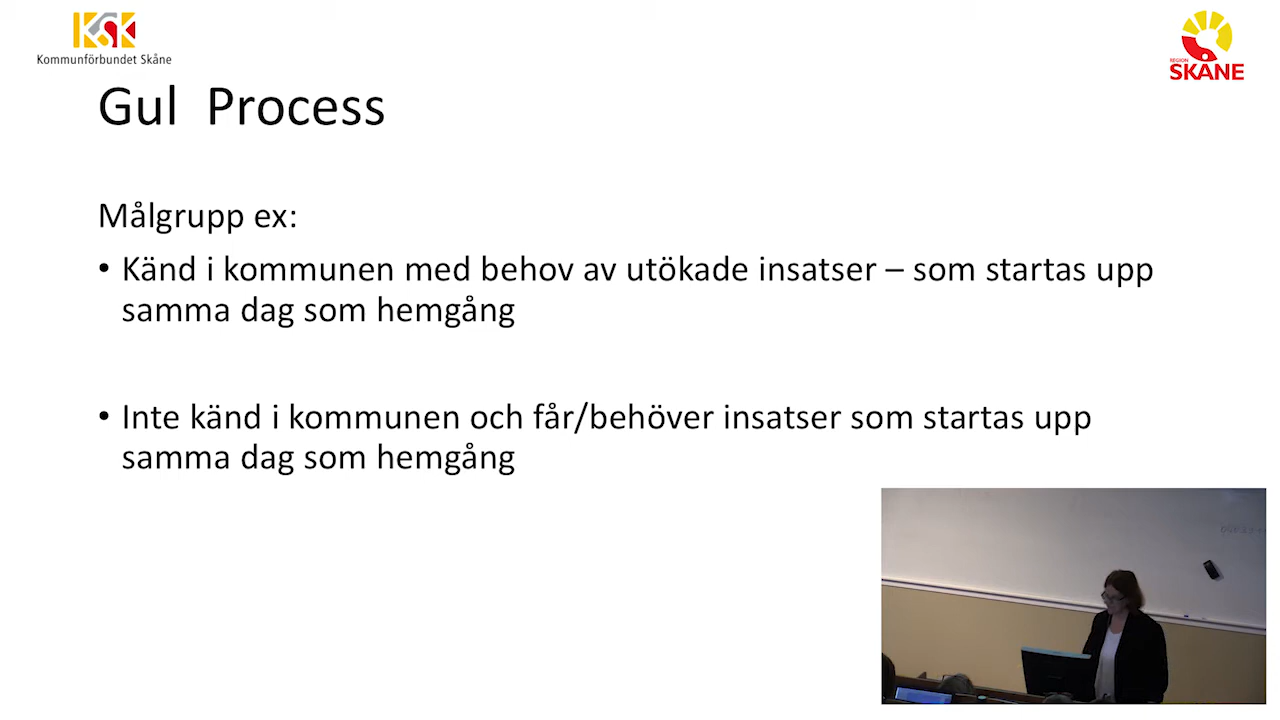 KSK
Kommunförbundet Skåne
REGION
SKÅNE
Gul Process
Målgrupp ex:
• Känd i kommunen med behov av utökade insatser – som startas upp
samma dag som hemgång
• Inte känd i kommunen och får/behöver insatser som startas upp
samma dag som hemgång